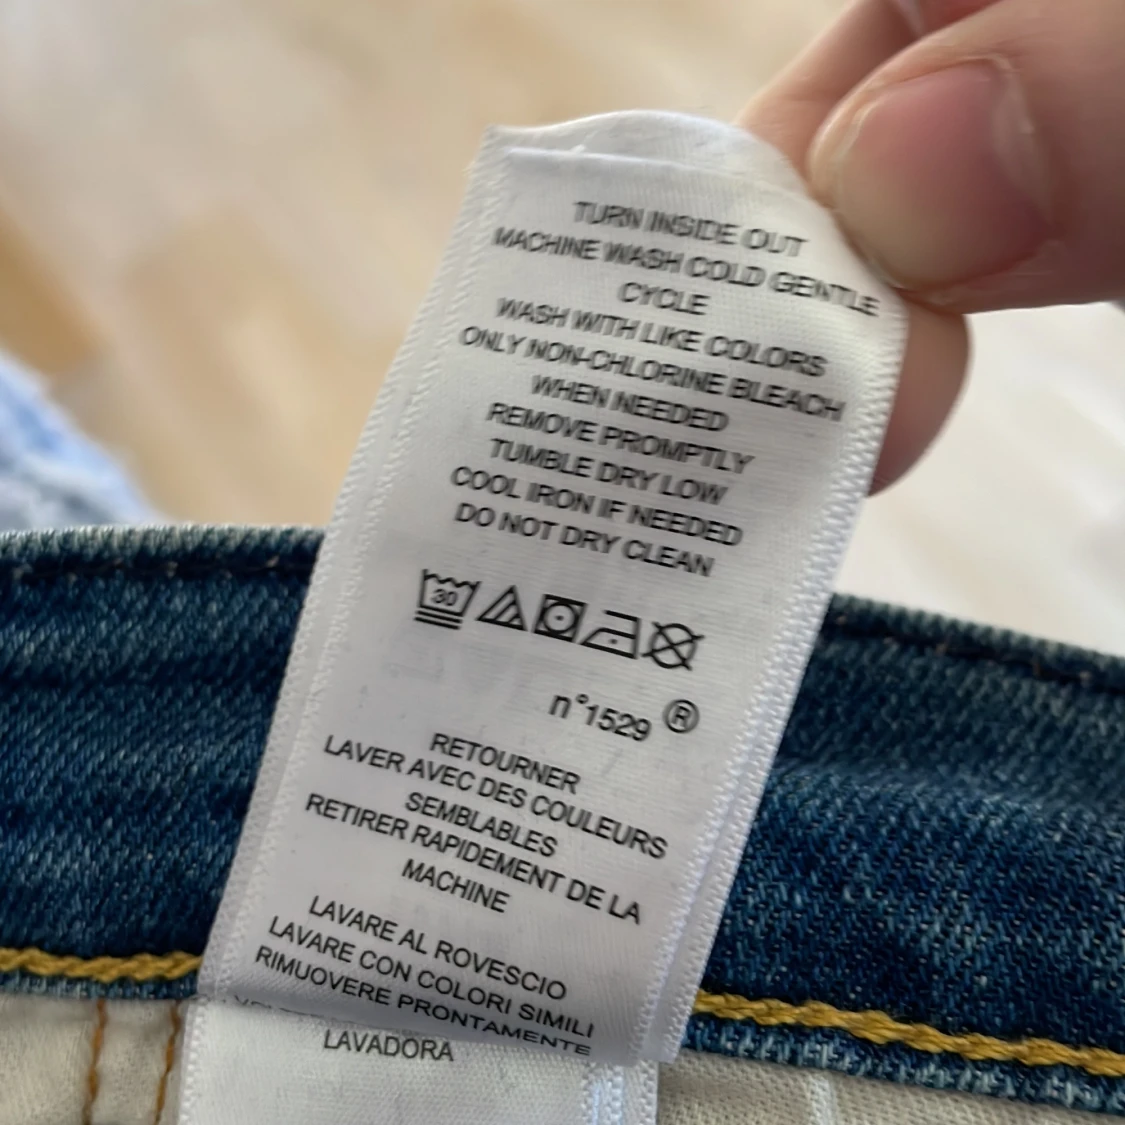 TURN INSIDE OUT
MACHINE WASH COLD GENTLE
CYCLE
WASH WITH LIKE COLORS
ONLY NON-CHLORINE BLEACH
WHEN NEEDED
REMOVE PROMPTLY
TUMBLE DRY LOW
COOL IRON IF NEEDED
DO NOT DRY CLEAN
30
n°1529 ®
RETOURNER
LAVER AVEC DES COULEURS
SEMBLABLES
RETIRER RAPIDEMENT DE LA
MACHINE
LAVARE AL ROVESCIO
LAVARE CON COLORI SIMILI
RIMUOVERE PRONTAMENTE
LAVADORA